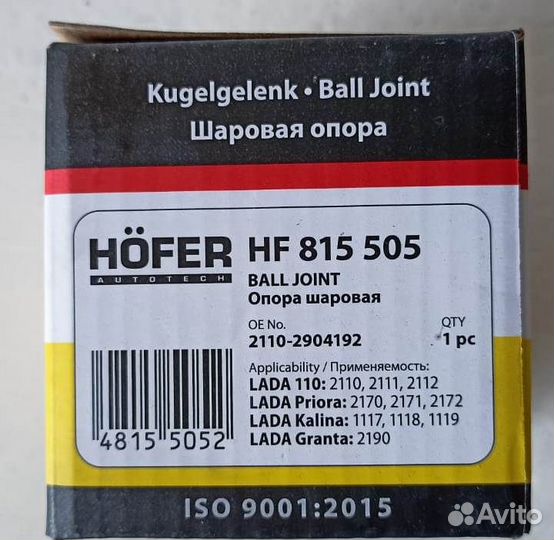 Kugelgelenk • Ball Joint
Шаровая опора
HÖFER
AUTOTECH
HF 815 505
BALL JOINT
Опора шаровая
OE No.
QTY
2110-2904192
1 pc
Applicability / Применяемость:
LADA 110: 2110, 2111, 2112
LADA Priora: 2170, 2171, 2172
LADA Kalina: 1117, 1118, 1119
LADA Granta: 2190
4815 5052
ISO 9001:2015
Avito